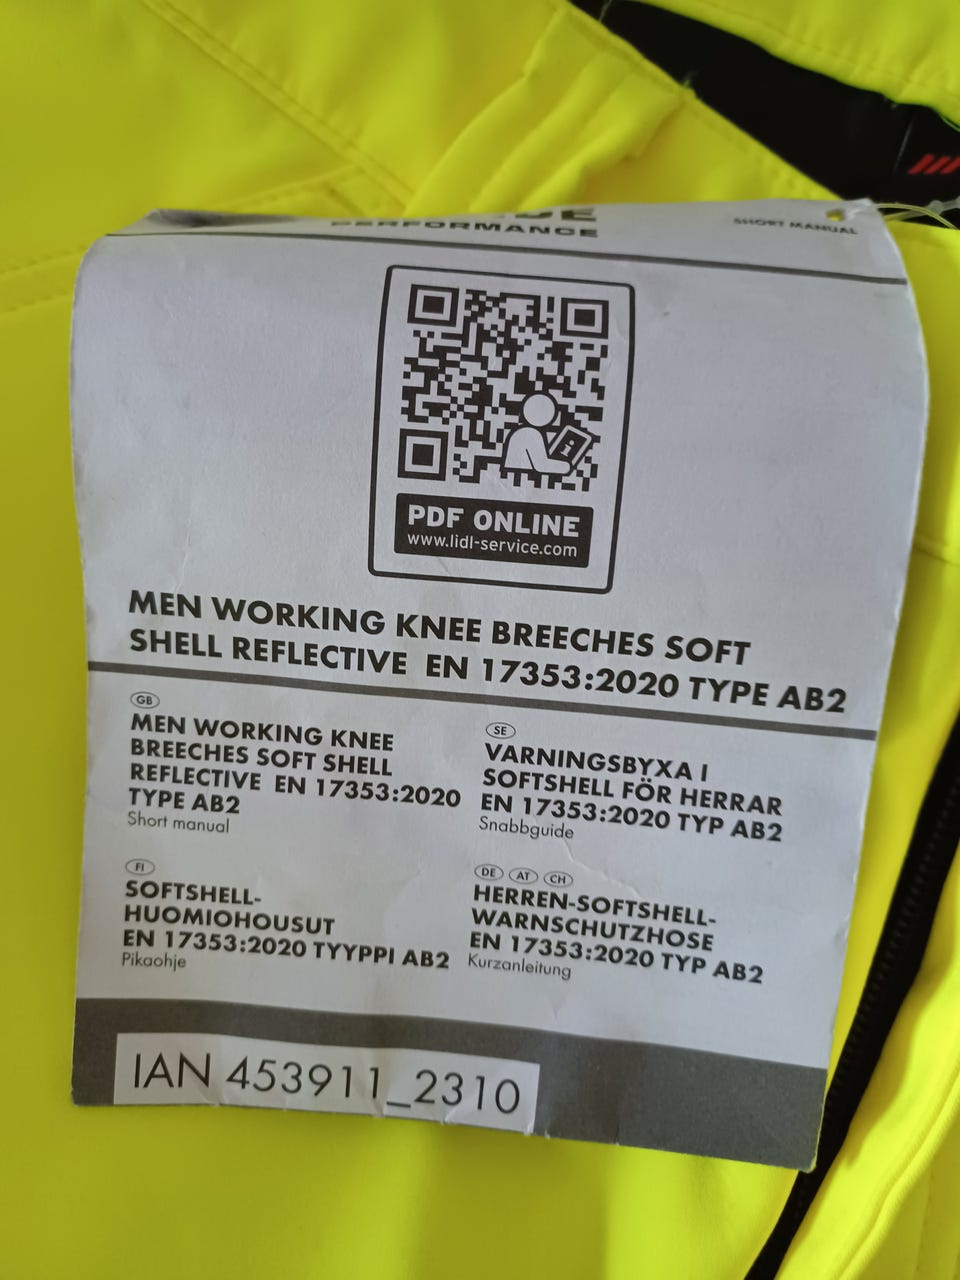 PERFORMANCE
SHORT MANUAL
PDF ONLINE
www.lidl-service.com
MEN WORKING KNEE BREECHES SOFT
SHELL REFLECTIVE EN 17353:2020 TYPE AB2
GB
MEN WORKING KNEE
BREECHES SOFT SHELL
REFLECTIVE EN 17353:2020
TYPE AB2
Short manual
SE
VARNINGSBYXA I
SOFTSHELL FÖR HERRAR
EN 17353:2020 TYP AB2
Snabbguide
FI
SOFTSHELL-
HUOMIOHOUSUT
EN 17353:2020 TYYPPI AB2
Pikaohje
DE AT CH
HERREN-SOFTSHELL-
WARNSCHUTZHOSE
EN 17353:2020 TYP AB2
Kurzanleitung
IAN 453911_2310